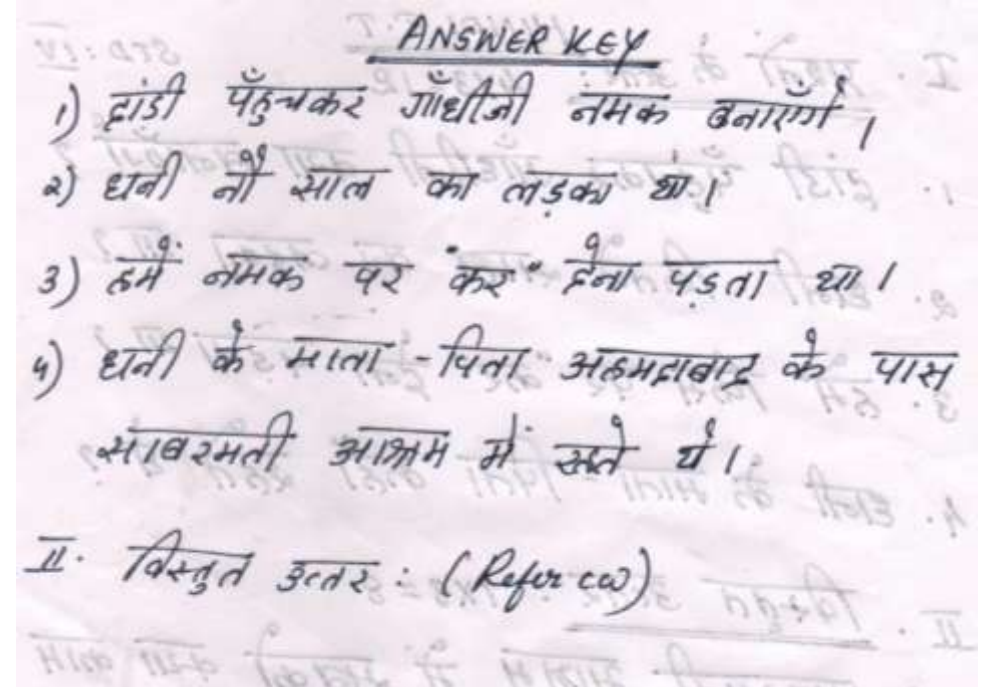 ANSWER KEY
1) दांडी पँहुचकर गाँधीजी नमक बनाएँगे ।
2) धनी नौ साल का लड़का था।
3) हमें नमक पर "कर" देना पड़ता था ।
4) धनी के माता - पिता अहमदाबाद के पास
साबरमती आश्रम में रहते थे ।
II. विस्तृत उत्तर : (Refer cw)